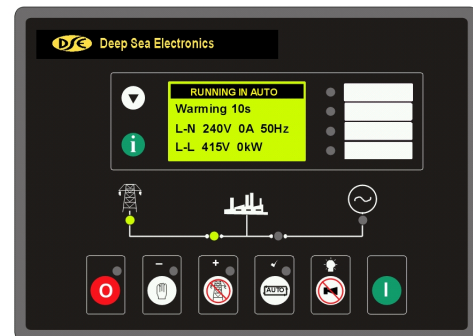 DSE Deep Sea Electronics
RUNNING IN AUTO
Warming 10s
L-N 240V 0A 50Hz
L-L 415V 0kW
i
− + ✓
O AUTO I